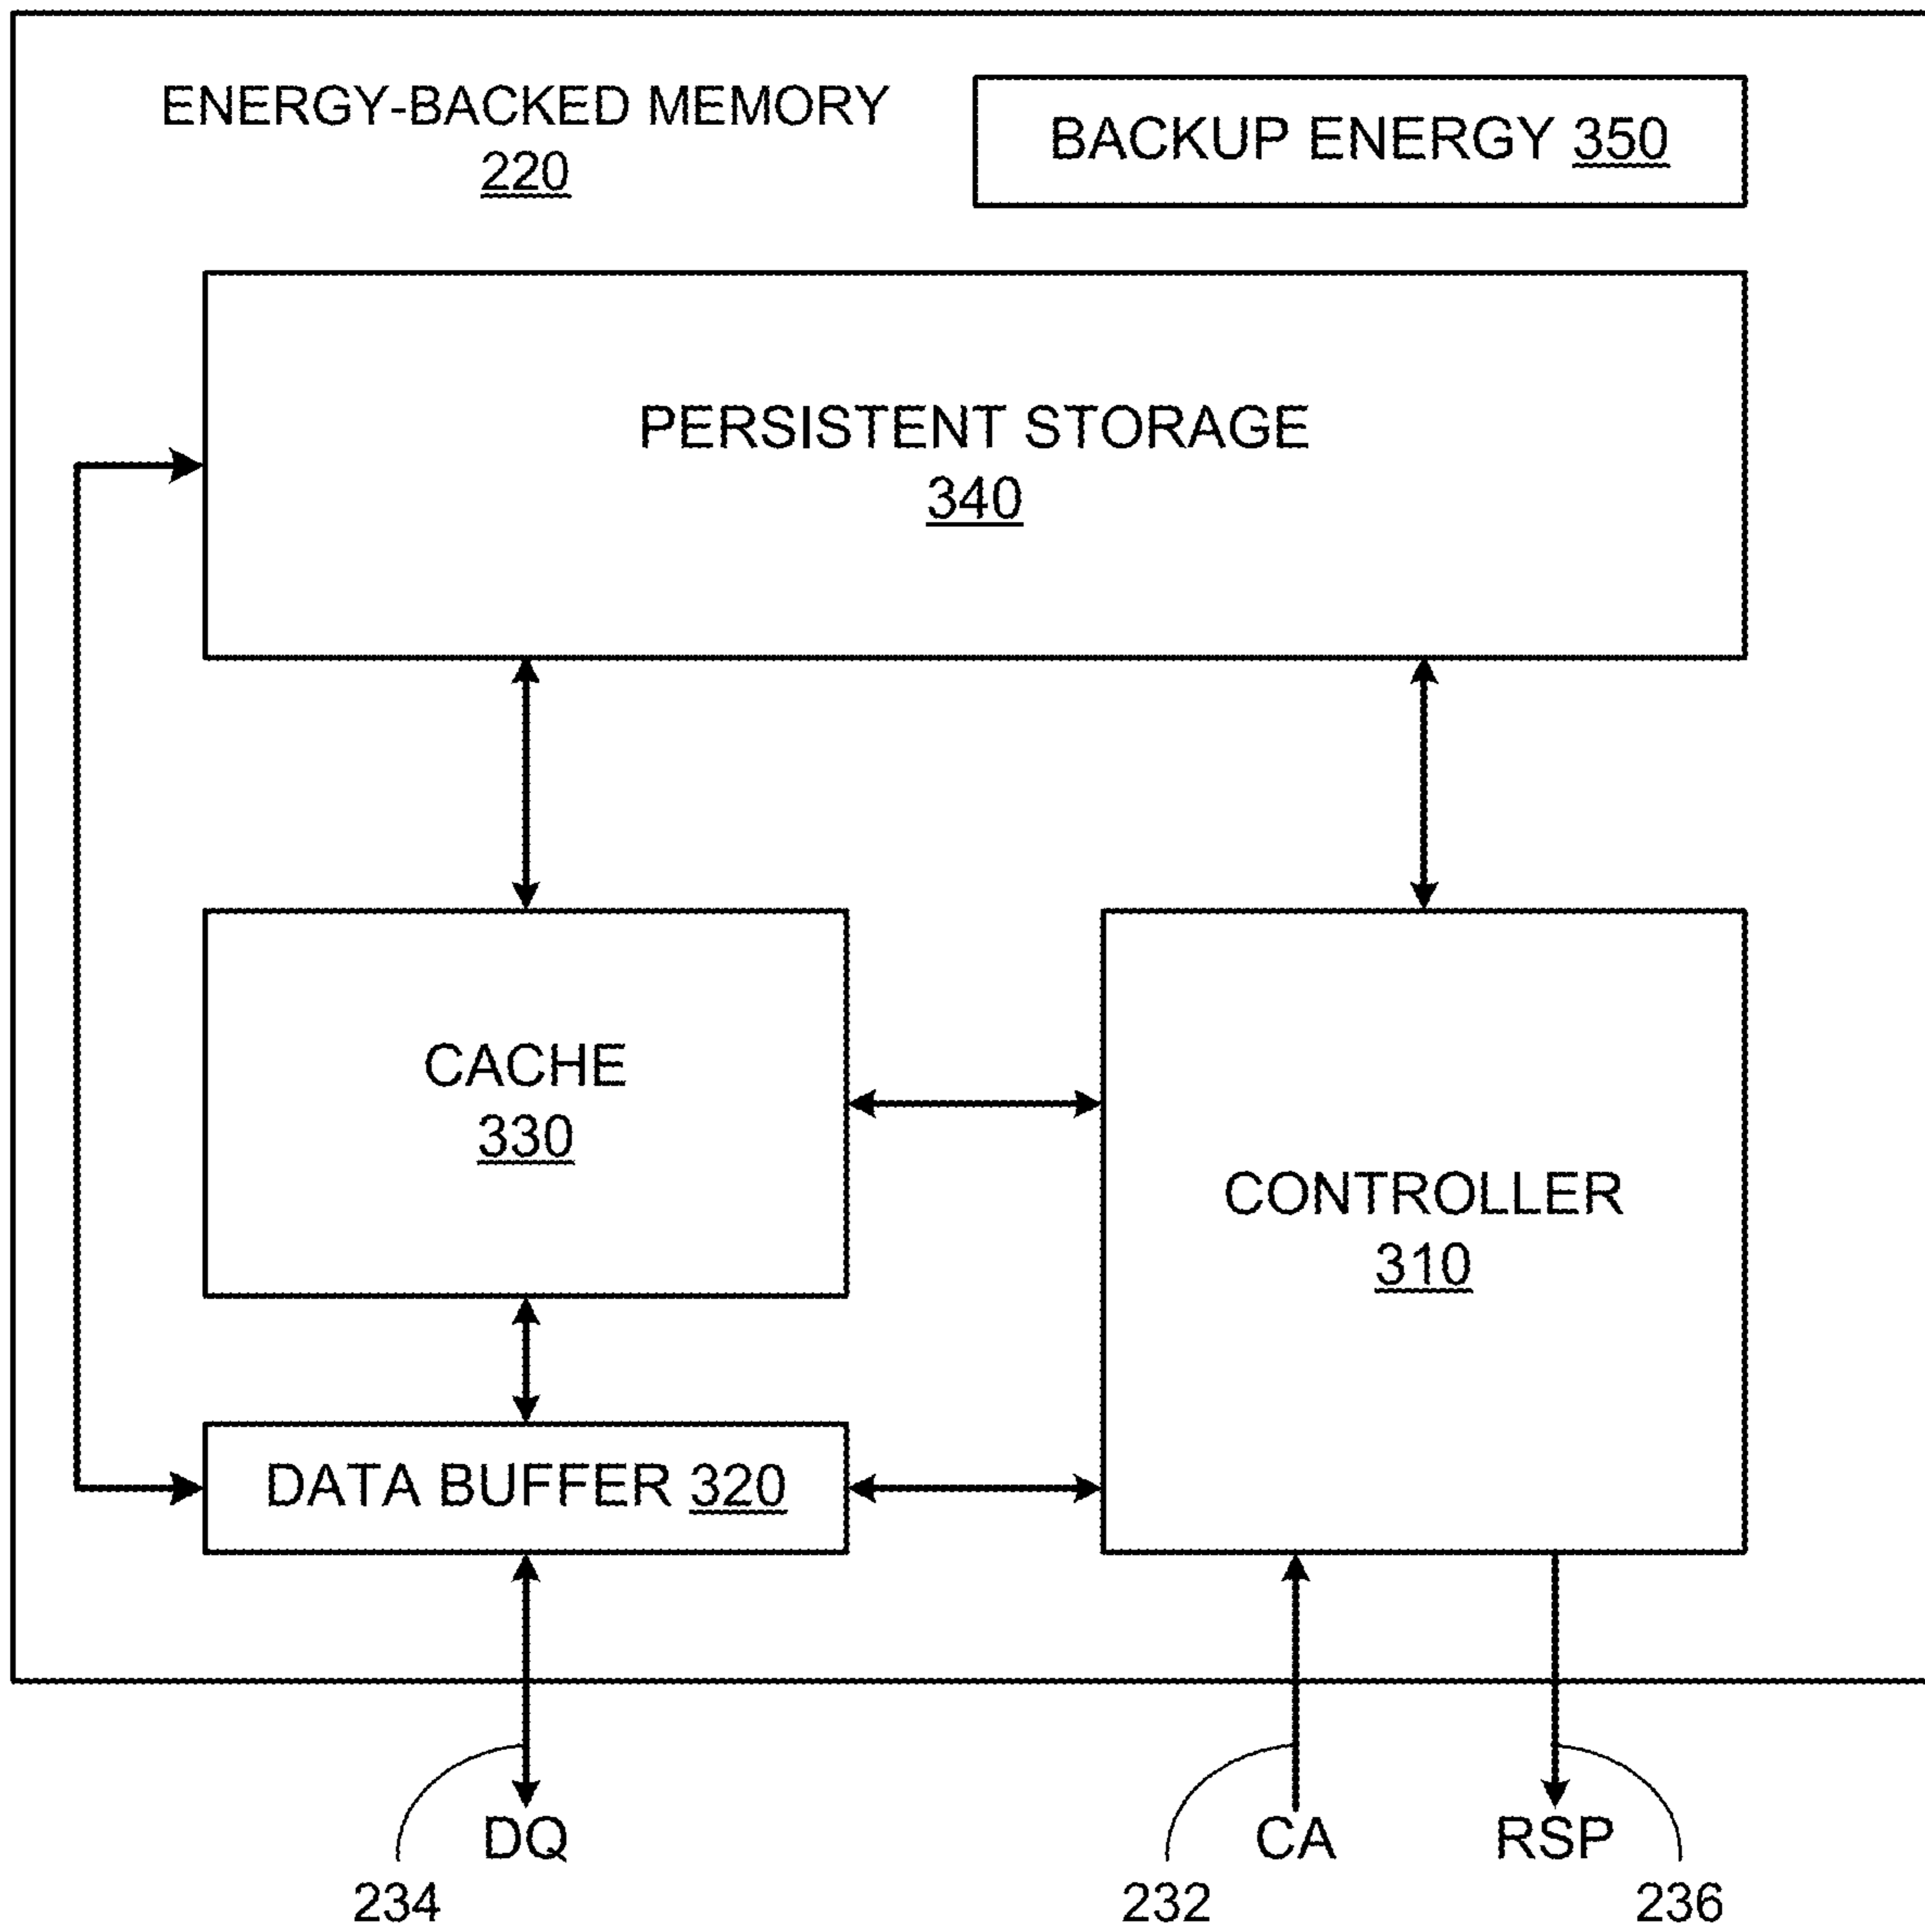 ENERGY-BACKED MEMORY
220
BACKUP ENERGY 350
PERSISTENT STORAGE
340
CACHE
330
CONTROLLER
310
DATA BUFFER 320
DQ
CA
RSP
234
232
236